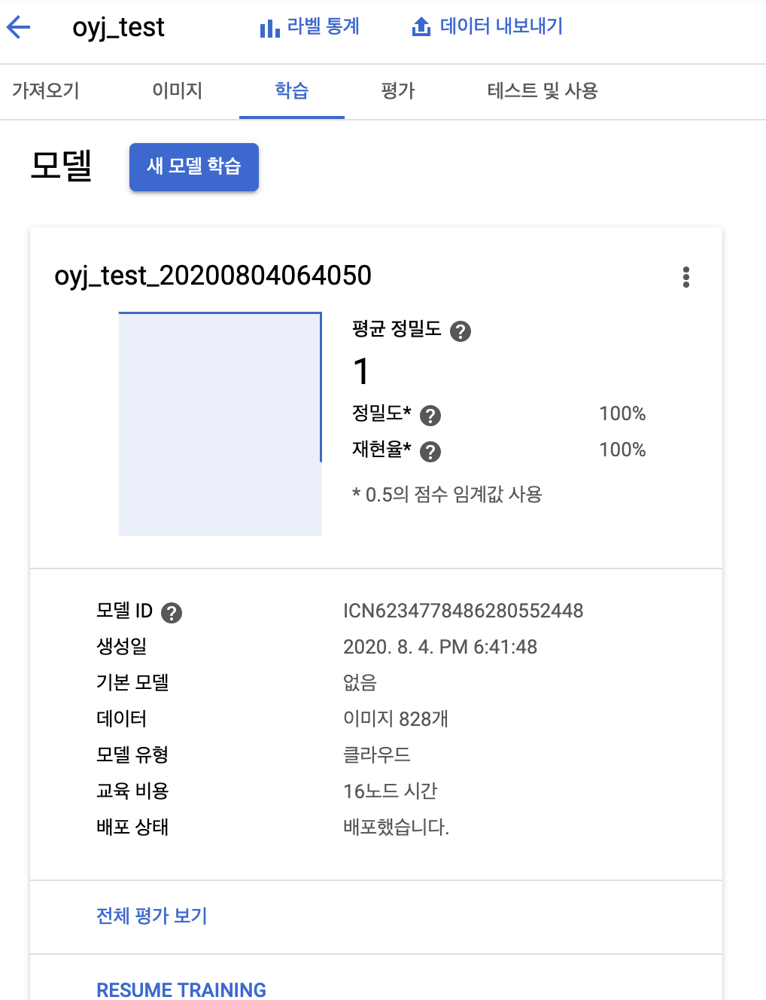 oyj_test
라벨 통계
데이터 내보내기
가져오기
이미지
학습
평가
테스트 및 사용
모델
새 모델 학습
oyj_test_20200804064050
평균 정밀도
1
정밀도* 100%
재현율* 100%
* 0.5의 점수 임계값 사용
모델 ID ICN6234778486280552448
생성일 2020. 8. 4. PM 6:41:48
기본 모델 없음
데이터 이미지 828개
모델 유형 클라우드
교육 비용 16노드 시간
배포 상태 배포했습니다.
전체 평가 보기
RESUME TRAINING